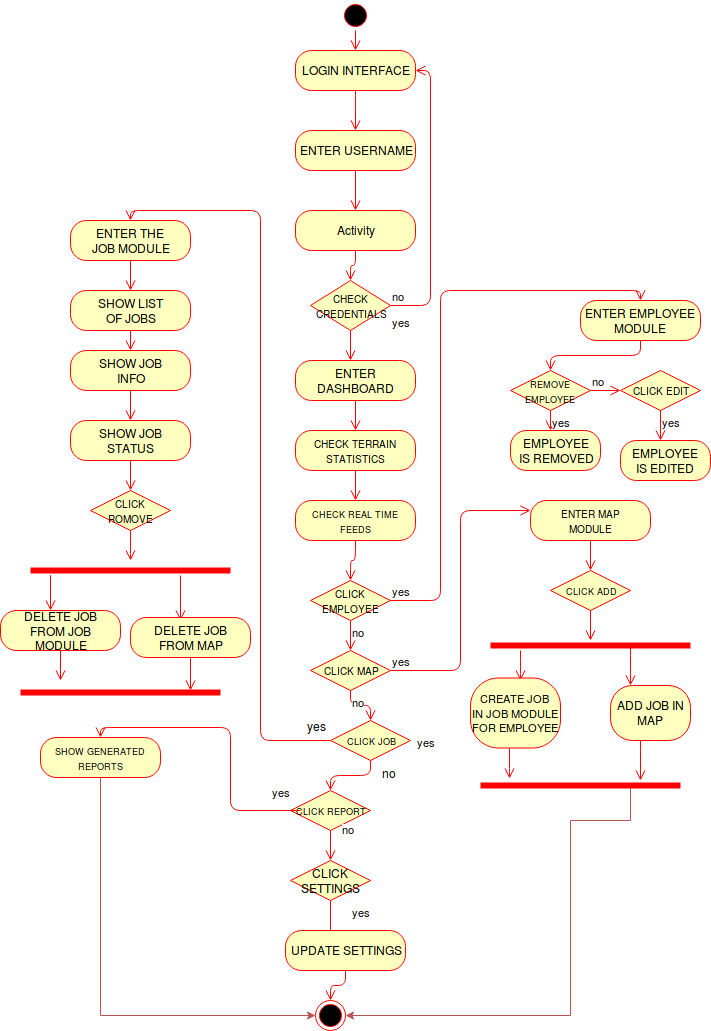 LOGIN INTERFACE
ENTER USERNAME
Activity
CHECK
CREDENTIALS
no
yes
ENTER
DASHBOARD
CHECK TERRAIN
STATISTICS
CHECK REAL TIME
FEEDS
CLICK
EMPLOYEE
yes
no
CLICK MAP
yes
no
CLICK JOB
yes
yes
no
CLICK REPORT
yes
no
CLICK
SETTINGS
yes
UPDATE SETTINGS
ENTER THE
JOB MODULE
SHOW LIST
OF JOBS
SHOW JOB
INFO
SHOW JOB
STATUS
CLICK
ROMOVE
DELETE JOB
FROM JOB
MODULE
DELETE JOB
FROM MAP
SHOW GENERATED
REPORTS
ENTER EMPLOYEE
MODULE
REMOVE
EMPLOYEE
no
CLICK EDIT
yes
yes
EMPLOYEE
IS REMOVED
EMPLOYEE
IS EDITED
ENTER MAP
MODULE
CLICK ADD
CREATE JOB
IN JOB MODULE
FOR EMPLOYEE
ADD JOB IN
MAP